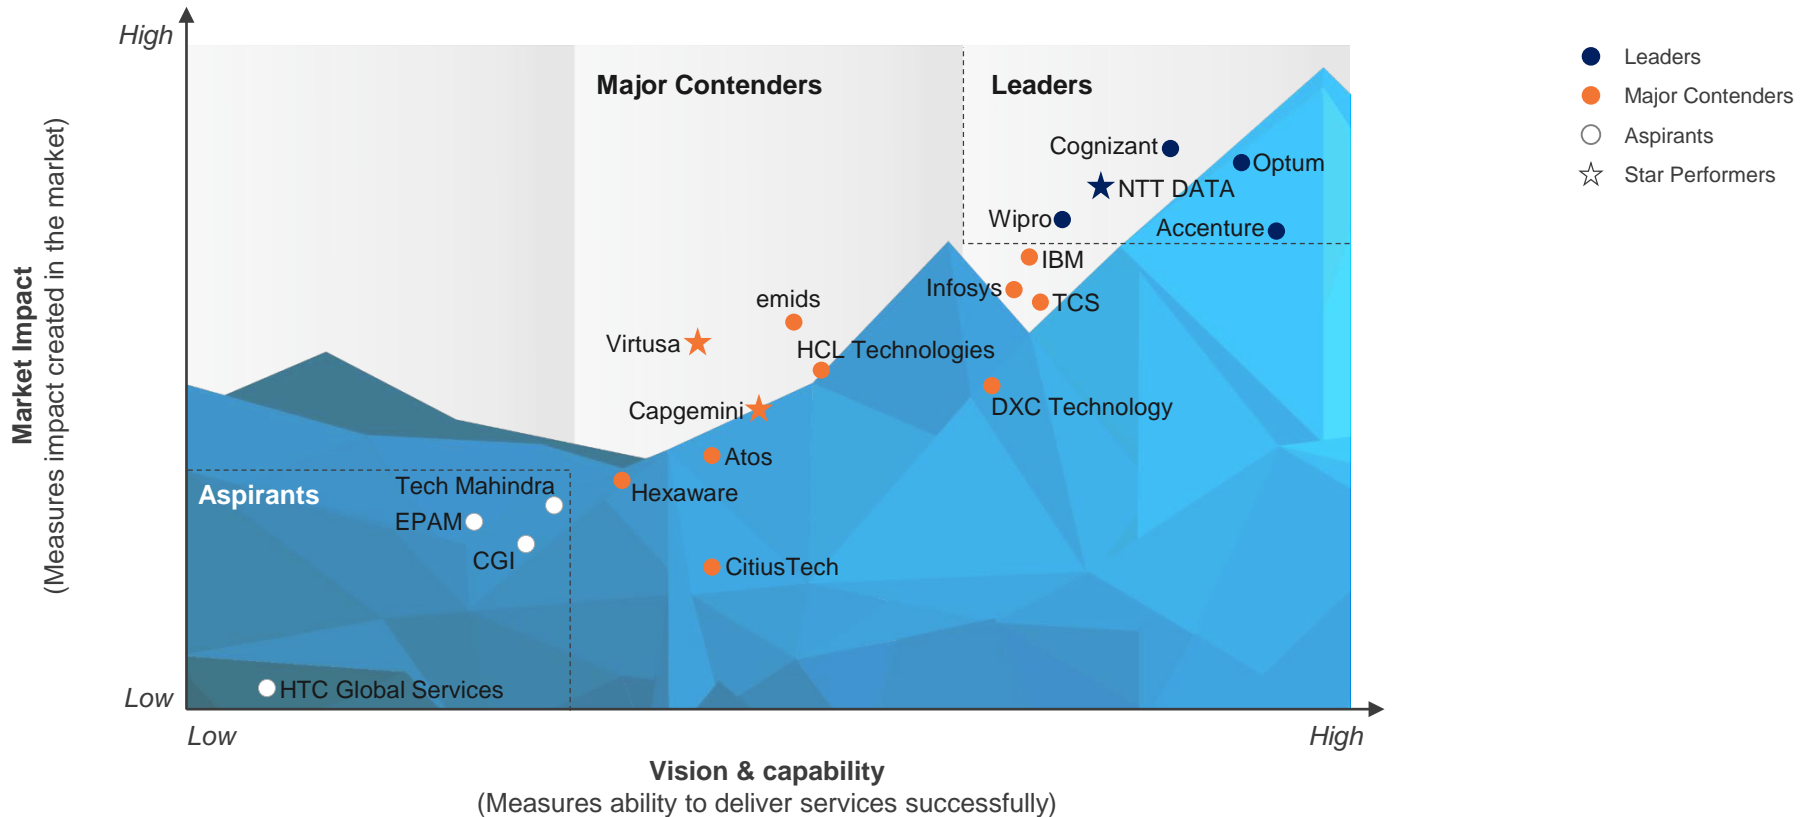 High
Major Contenders
Leaders
Leaders
Major Contenders
Aspirants
Star Performers
Cognizant
Optum
NTT DATA
Wipro
Accenture
IBM
Infosys
TCS
emids
Virtusa
HCL Technologies
DXC Technology
Capgemini
Atos
Hexaware
Aspirants
Tech Mahindra
EPAM
CGI
CitiusTech
HTC Global Services
Market Impact
(Measures impact created in the market)
Low
Low
High
Vision & capability
(Measures ability to deliver services successfully)